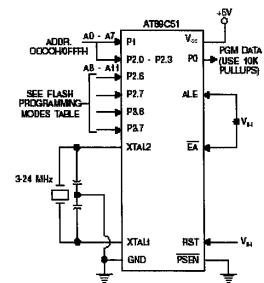 AT89C51
+5V
A0 - A7
ADDR.
OOOOH/OFFFH
P1
P2.0 - P2.3
A8 - A11
P2.6
P2.7
P3.6
P3.7
SEE FLASH
PROGRAMMING
MODES TABLE
XTAL2
3-24 MHz
XTAL1
GND
VCC
P0
PGM DATA
(USE 10K
PULLUPS)
ALE
EA
VIH
RST
VIH
PSEN